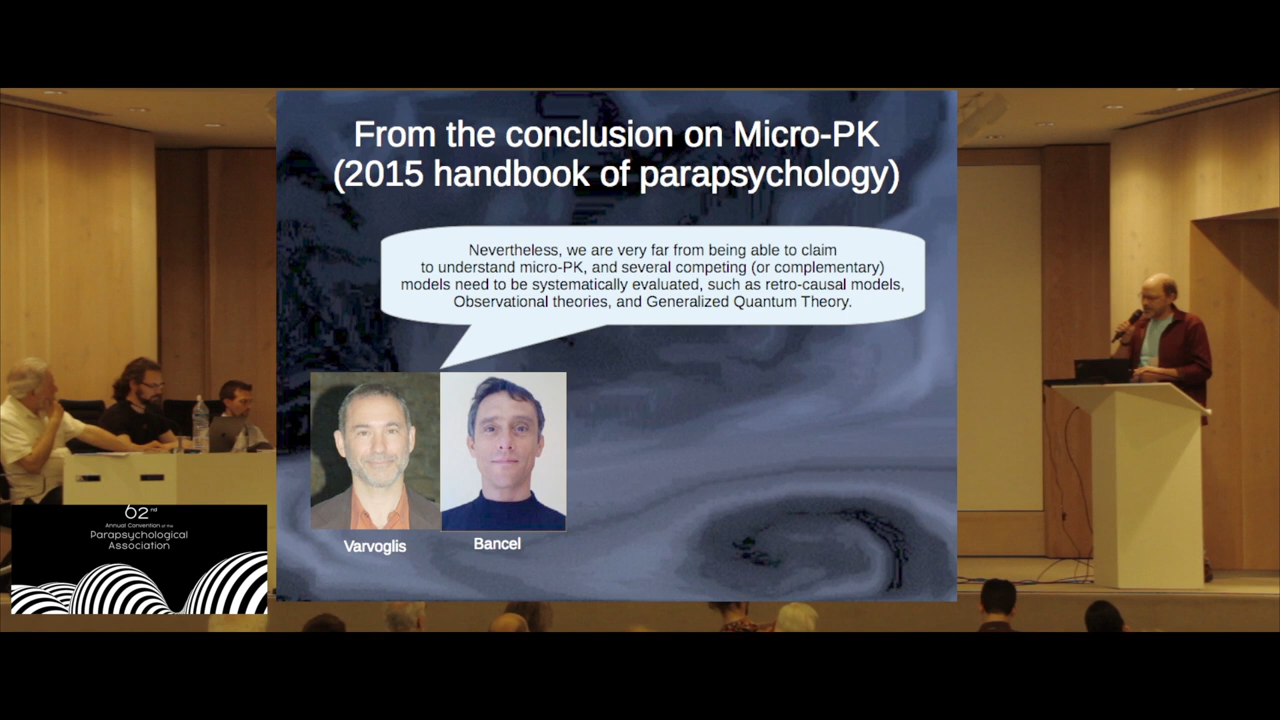 From the conclusion on Micro-PK
(2015 handbook of parapsychology)
Nevertheless, we are very far from being able to claim
to understand micro-PK, and several competing (or complementary)
models need to be systematically evaluated, such as retro-causal models,
Observational theories, and Generalized Quantum Theory.
Varvoglis
Bancel
62nd
Annual Convention of the
Parapsychological
Association